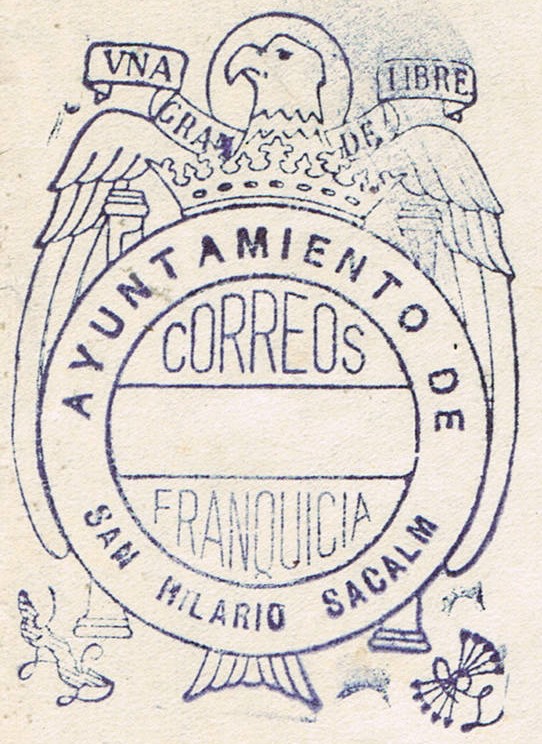 VNA GRANDE LIBRE
AYUNTAMIENTO DE
CORREOS
FRANQUICIA
SAN HILARIO SACALM